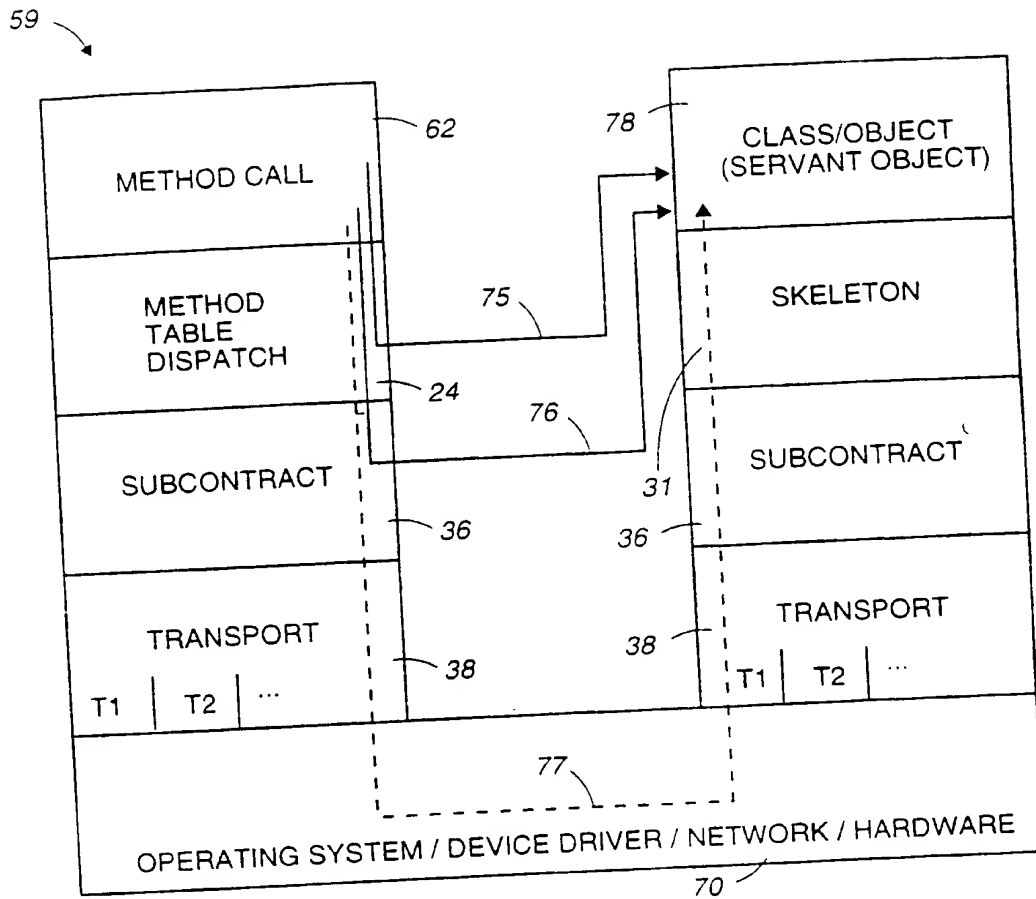 59
62
METHOD CALL
78
CLASS/OBJECT
(SERVANT OBJECT)
METHOD
TABLE
DISPATCH
75
24
SKELETON
SUBCONTRACT
76
36
31
SUBCONTRACT
36
TRANSPORT
38
T1
T2
...
TRANSPORT
38
T1
T2
...
77
OPERATING SYSTEM / DEVICE DRIVER / NETWORK / HARDWARE
70